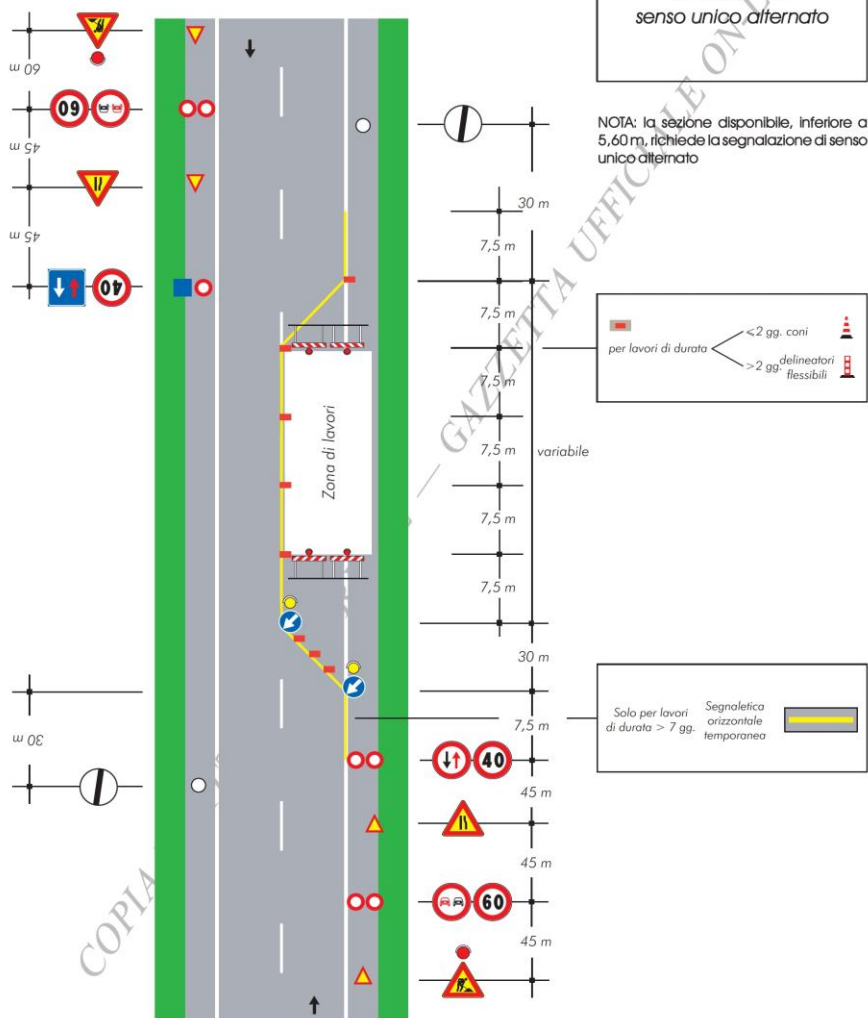 senso unico alternato
NOTA: la sezione disponibile, inferiore a
5,60 m, richiede la segnalazione di senso
unico alternato
60 m
60
45 m
45 m
40
30 m
Zona di lavori
30 m
7,5 m
7,5 m
7,5 m
7,5 m
7,5 m
7,5 m
variabile
30 m
7,5 m
40
45 m
45 m
60
45 m
per lavori di durata
≤2 gg. coni
>2 gg. delineatori
flessibili
Solo per lavori
di durata > 7 gg.
Segnaletica
orizzontale
temporanea
COPIA
— GAZZETTA UFFICIALE ON-L